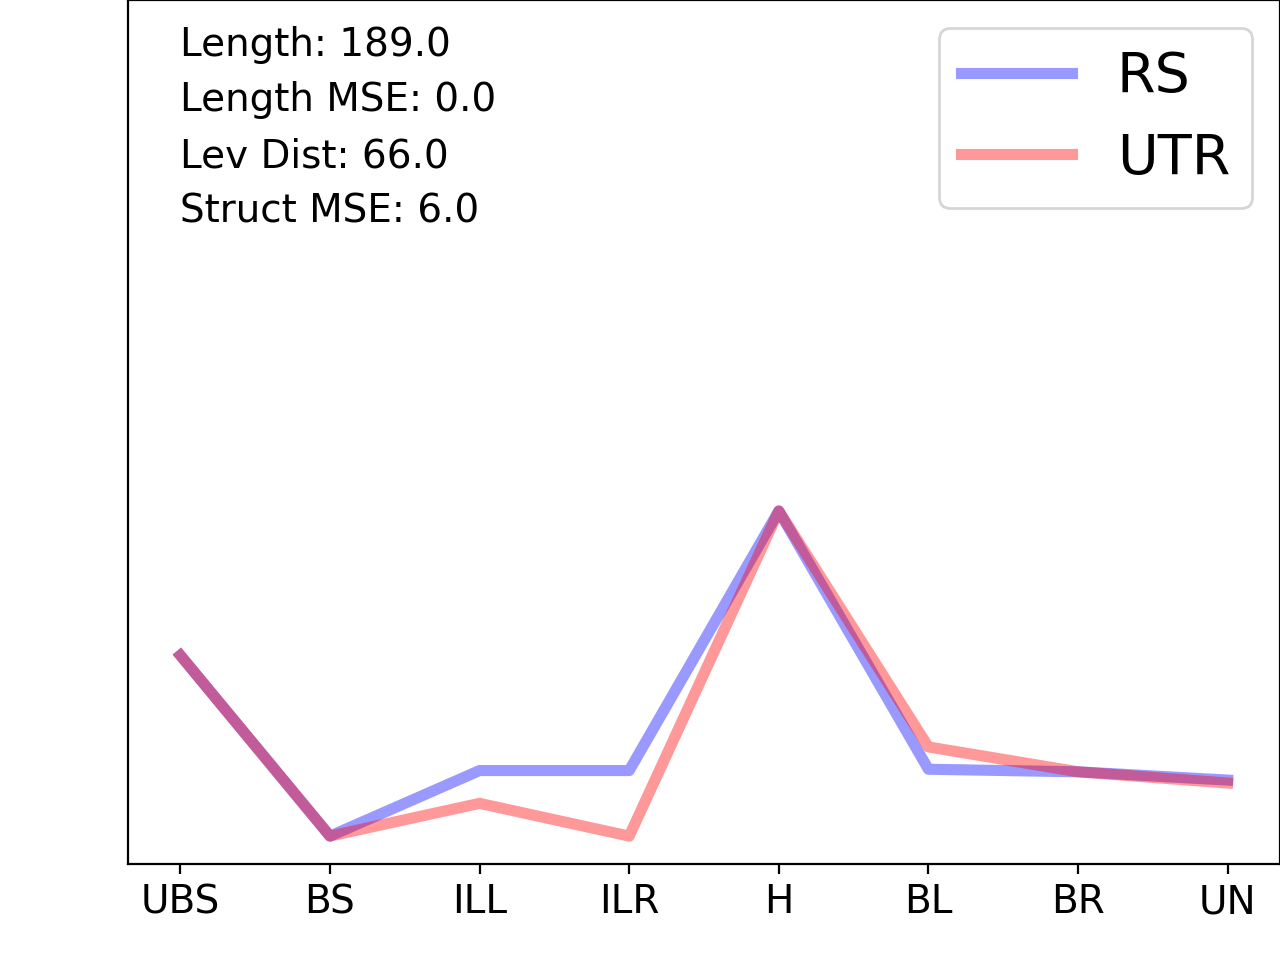 Length: 189.0
Length MSE: 0.0
Lev Dist: 66.0
Struct MSE: 6.0
RS
UTR
UBS BS ILL ILR H BL BR UN